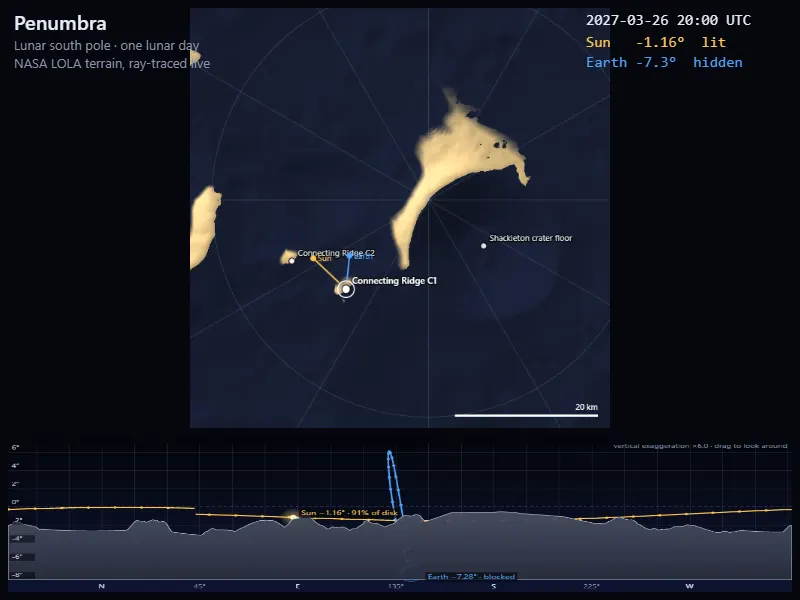 Penumbra
Lunar south pole · one lunar day
NASA LOLA terrain, ray-traced live
2027-03-26 20:00 UTC
Sun -1.16° lit
Earth -7.3° hidden
Shackleton crater floor
Connecting Ridge C2
Sun
Earth
Connecting Ridge C1
20 km
vertical exaggeration ×6.0 · drag to look around
6°
4°
2°
0°
-2°
-4°
-6°
-8°
Sun -1.16° · 91% of disk
Earth -7.28° · blocked
N 45° E 135° S 225° W